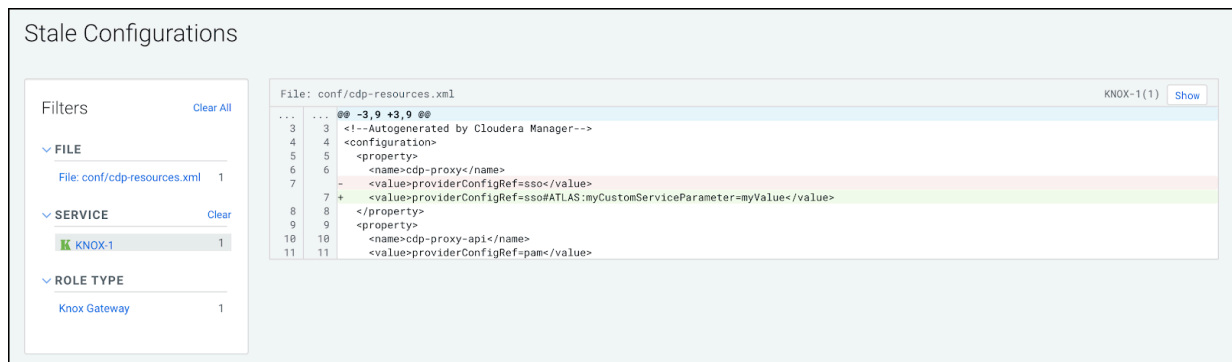 Stale Configurations
Filters Clear All
FILE
File: conf/cdp-resources.xml 1
SERVICE Clear
KNOX-1 1
ROLE TYPE
Knox Gateway 1
File: conf/cdp-resources.xml KNOX-1(1) Show
... ... @@ -3,9 +3,9 @@
3 3 <!--Autogenerated by Cloudera Manager-->
4 4 <configuration>
5 5 <property>
6 6 <name>cdp-proxy</name>
7 - <value>providerConfigRef=sso</value>
7 + <value>providerConfigRef=sso#ATLAS:myCustomServiceParameter=myValue</value>
8 8 </property>
9 9 <property>
10 10 <name>cdp-proxy-api</name>
11 11 <value>providerConfigRef=pam</value>